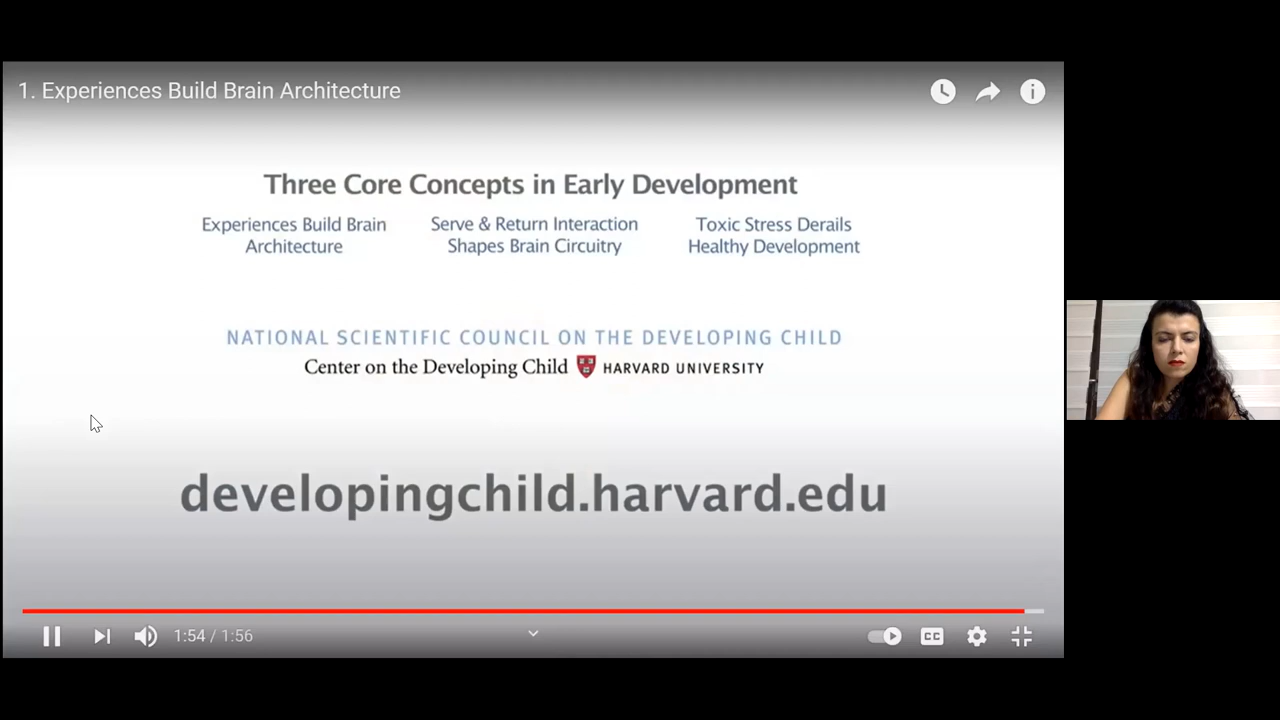 1. Experiences Build Brain Architecture
Three Core Concepts in Early Development
Experiences Build Brain
Architecture
Serve & Return Interaction
Shapes Brain Circuitry
Toxic Stress Derails
Healthy Development
NATIONAL SCIENTIFIC COUNCIL ON THE DEVELOPING CHILD
Center on the Developing Child HARVARD UNIVERSITY
developingchild.harvard.edu
1:54 / 1:56
CC